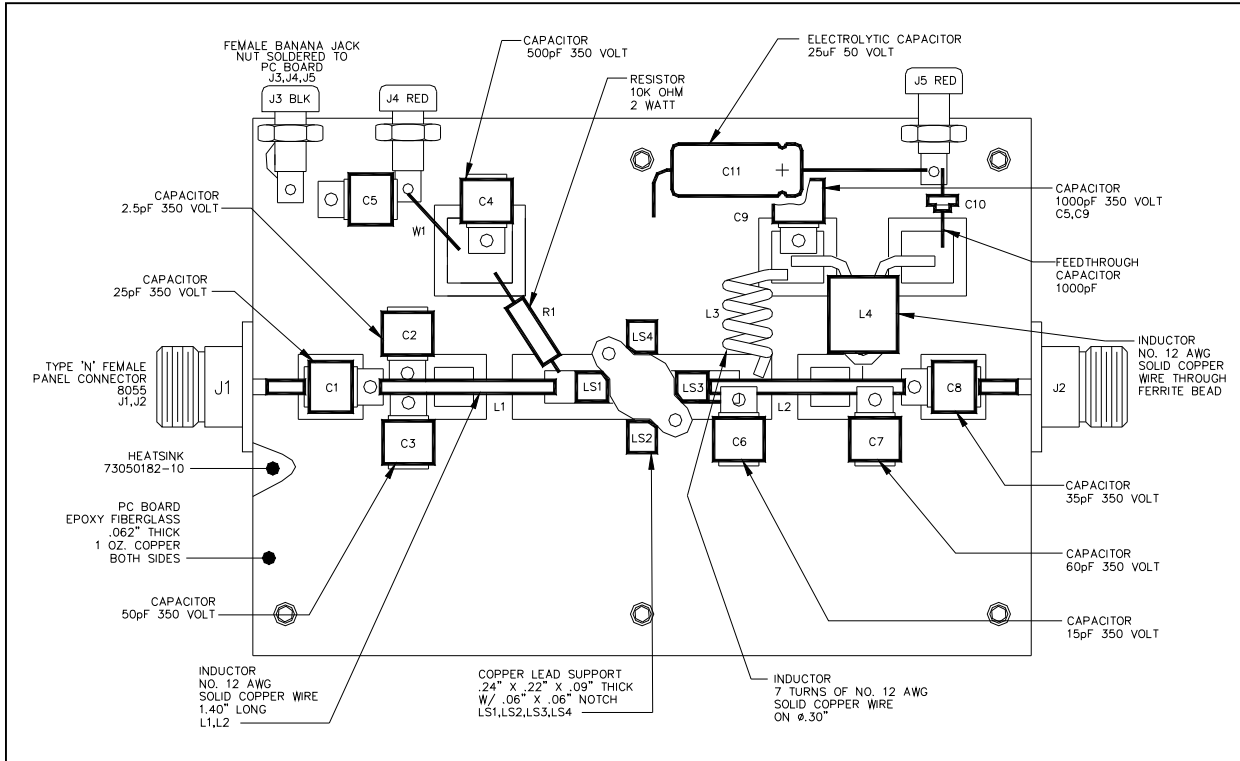 FEMALE BANANA JACK
NUT SOLDERED TO
PC BOARD
J3,J4,J5
CAPACITOR
500pF 350 VOLT
ELECTROLYTIC CAPACITOR
25uF 50 VOLT
RESISTOR
10K OHM
2 WATT
J3 BLK
J4 RED
J5 RED
C11
+
C5
C4
C9
C10
W1
CAPACITOR
2.5pF 350 VOLT
CAPACITOR
1000pF 350 VOLT
C5,C9
FEEDTHROUGH
CAPACITOR
1000pF
CAPACITOR
25pF 350 VOLT
R1
L3
L4
C2
LS4
INDUCTOR
NO. 12 AWG
SOLID COPPER
WIRE THROUGH
FERRITE BEAD
TYPE 'N' FEMALE
PANEL CONNECTOR
8055
J1,J2
J1
C1
L1
LS1
LS3
L2
C8
J2
C3
LS2
C6
C7
HEATSINK
73050182-10
CAPACITOR
35pF 350 VOLT
PC BOARD
EPOXY FIBERGLASS
.062" THICK
1 OZ. COPPER
BOTH SIDES
CAPACITOR
60pF 350 VOLT
CAPACITOR
50pF 350 VOLT
CAPACITOR
15pF 350 VOLT
INDUCTOR
NO. 12 AWG
SOLID COPPER WIRE
1.40" LONG
L1,L2
COPPER LEAD SUPPORT
.24" X .22" X .09" THICK
W/ .06" X .06" NOTCH
LS1,LS2,LS3,LS4
INDUCTOR
7 TURNS OF NO. 12 AWG
SOLID COPPER WIRE
ON ø.30"